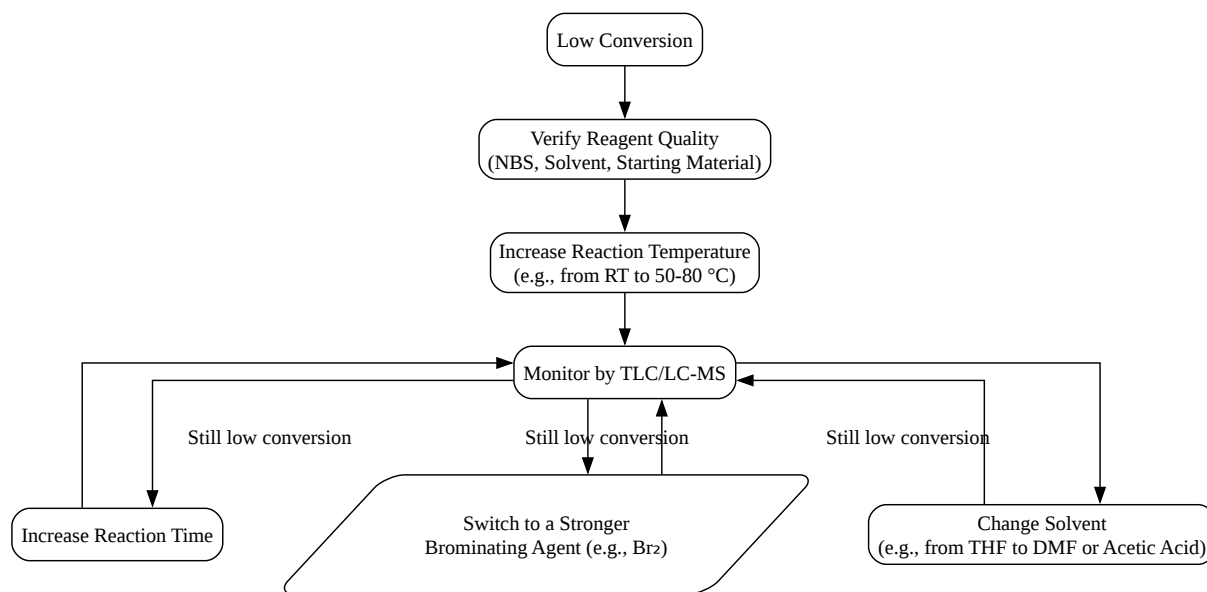 Low Conversion
Verify Reagent Quality
(NBS, Solvent, Starting Material)
Increase Reaction Temperature
(e.g., from RT to 50-80 °C)
Monitor by TLC/LC-MS
Still low conversion
Still low conversion
Still low conversion
Increase Reaction Time
Switch to a Stronger
Brominating Agent (e.g., Br₂)
Change Solvent
(e.g., from THF to DMF or Acetic Acid)